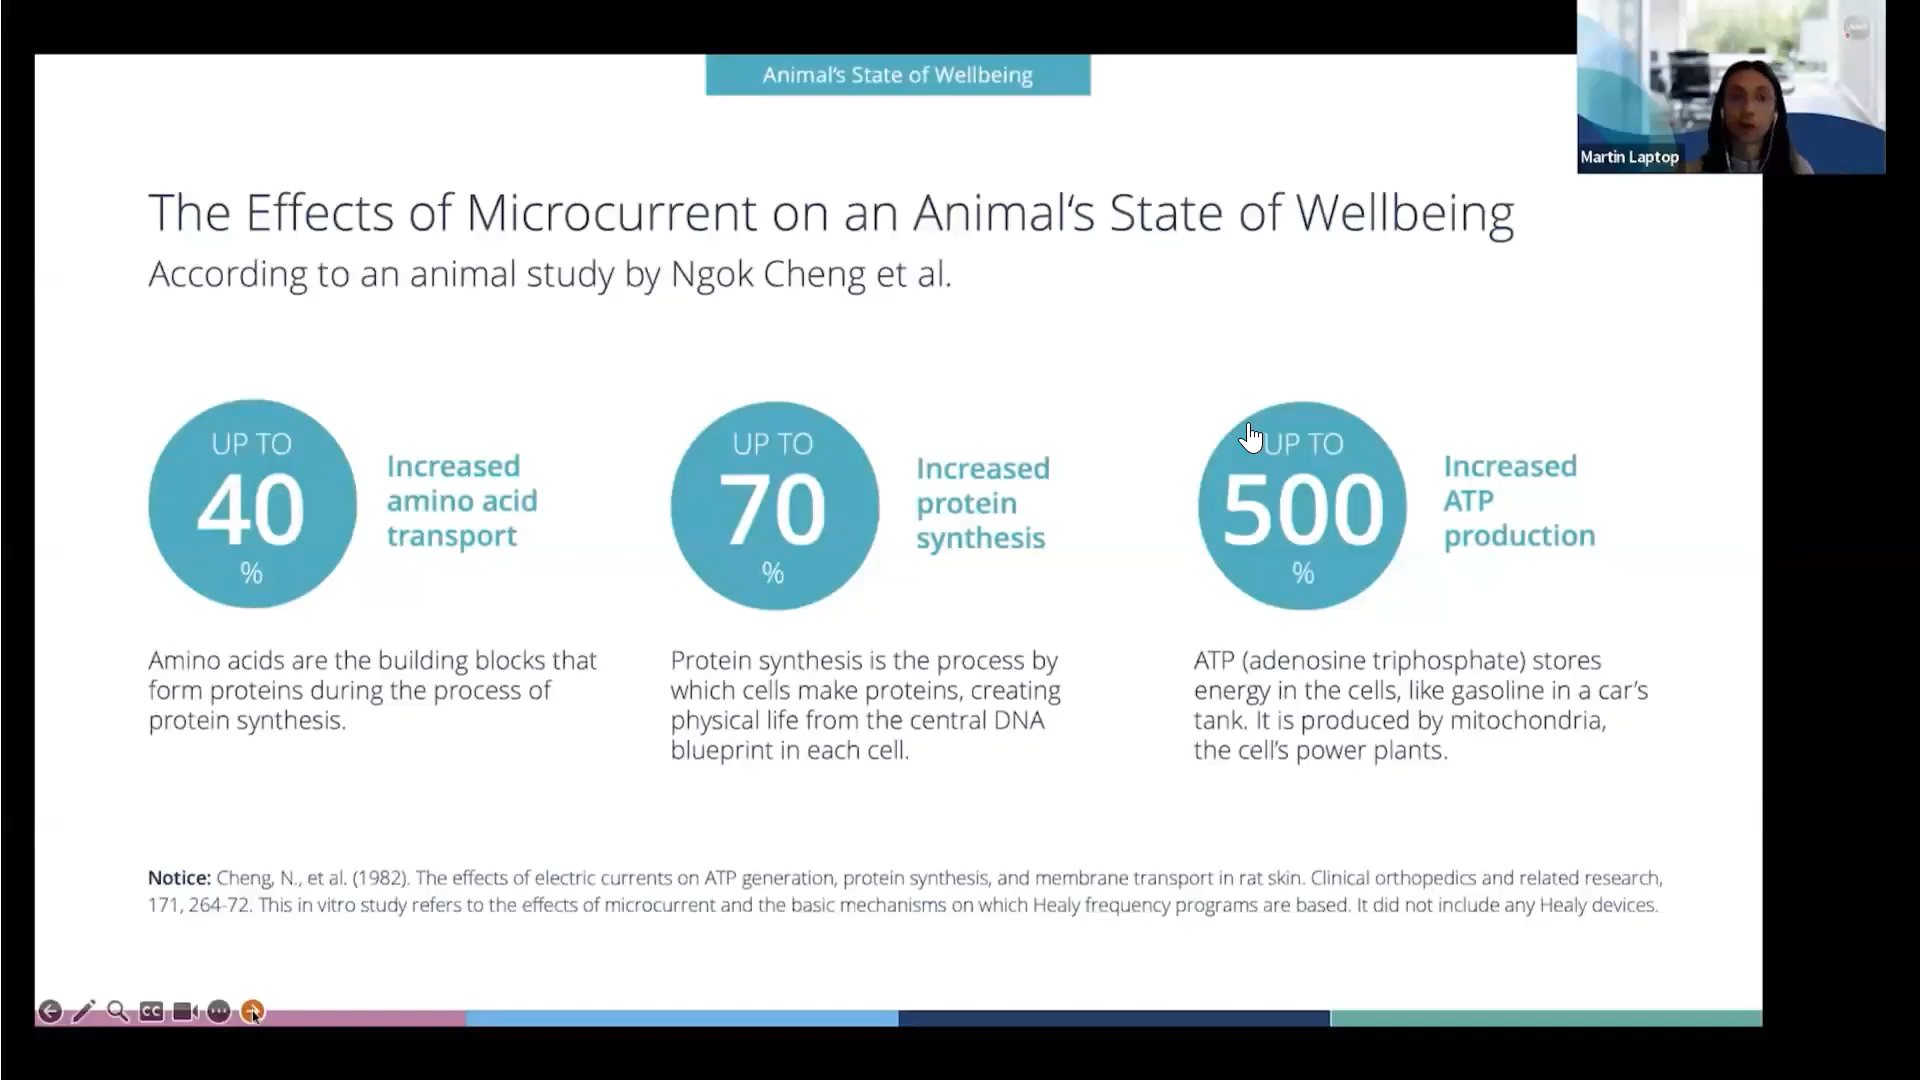 Animal's State of Wellbeing
Martin Laptop
The Effects of Microcurrent on an Animal‘s State of Wellbeing
According to an animal study by Ngok Cheng et al.
UP TO
40
%
Increased
amino acid
transport
Amino acids are the building blocks that
form proteins during the process of
protein synthesis.
UP TO
70
%
Increased
protein
synthesis
Protein synthesis is the process by
which cells make proteins, creating
physical life from the central DNA
blueprint in each cell.
UP TO
500
%
Increased
ATP
production
ATP (adenosine triphosphate) stores
energy in the cells, like gasoline in a car's
tank. It is produced by mitochondria,
the cell's power plants.
Notice: Cheng, N., et al. (1982). The effects of electric currents on ATP generation, protein synthesis, and membrane transport in rat skin. Clinical orthopedics and related research,
171, 264-72. This in vitro study refers to the effects of microcurrent and the basic mechanisms on which Healy frequency programs are based. It did not include any Healy devices.
CC